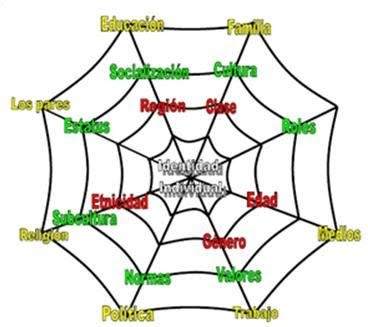 Educación
Familia
Socialización
Cultura
Los pares
Región
Clase
Estatus
Roles
Identidad
Individual
Etnicidad
Edad
Subcultura
Religión
Género
Medios
Normas
Valores
Política
Trabajo